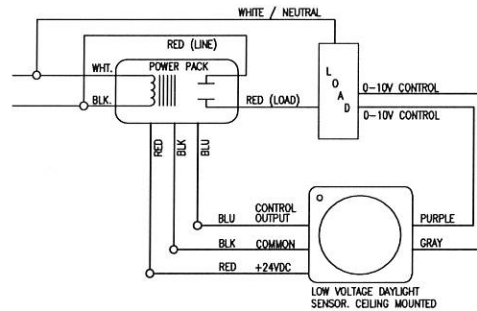 WHITE / NEUTRAL
RED (LINE)
WHT.
POWER PACK
BLK.
RED (LOAD)
LOAD
0-10V CONTROL
0-10V CONTROL
RED
BLK
BLU
BLU
CONTROL OUTPUT
PURPLE
BLK
COMMON
GRAY
RED
+24VDC
LOW VOLTAGE DAYLIGHT
SENSOR. CEILING MOUNTED